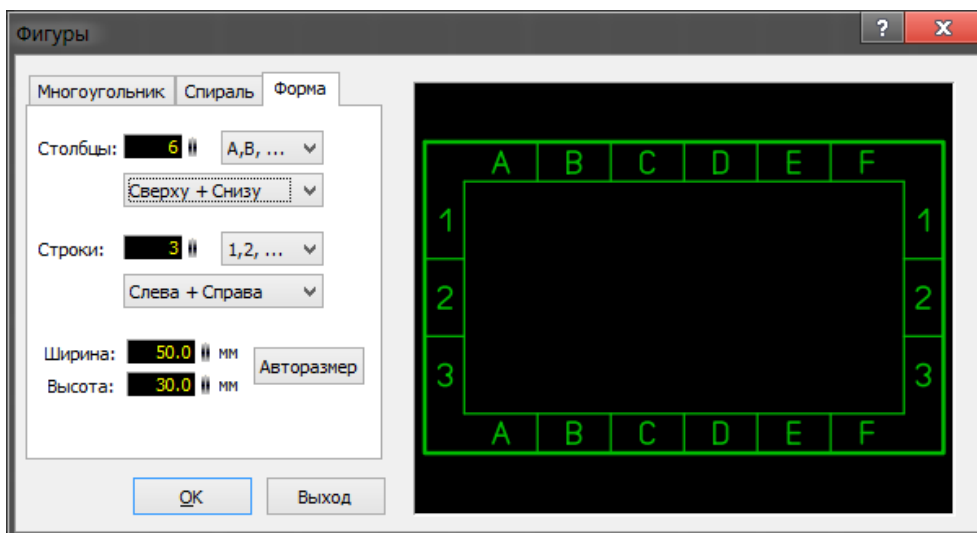 Фигуры ? x
Многоугольник Спираль Форма
Столбцы: 6 A,B, ...
Сверху + Снизу
Строки: 3 1,2, ...
Слева + Справа
Ширина: 50.0 мм
Высота: 30.0 мм
Авторазмер
OK Выход
A B C D E F
1 1
2 2
3 3
A B C D E F